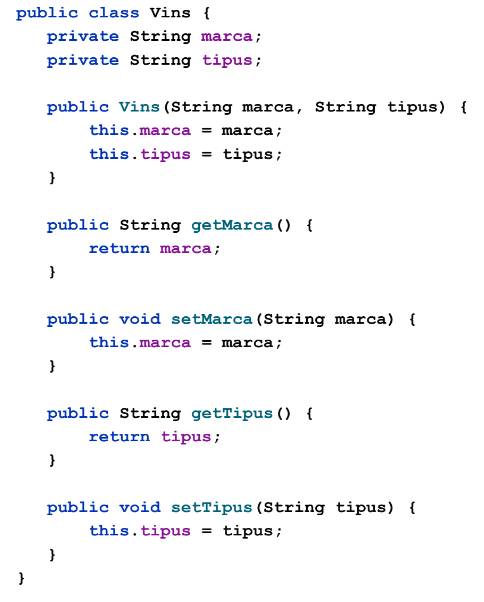 public class Vins {
   private String marca;
   private String tipus;

   public Vins(String marca, String tipus) {
       this.marca = marca;
       this.tipus = tipus;
   }

   public String getMarca() {
       return marca;
   }

   public void setMarca(String marca) {
       this.marca = marca;
   }

   public String getTipus() {
       return tipus;
   }

   public void setTipus(String tipus) {
       this.tipus = tipus;
   }
}